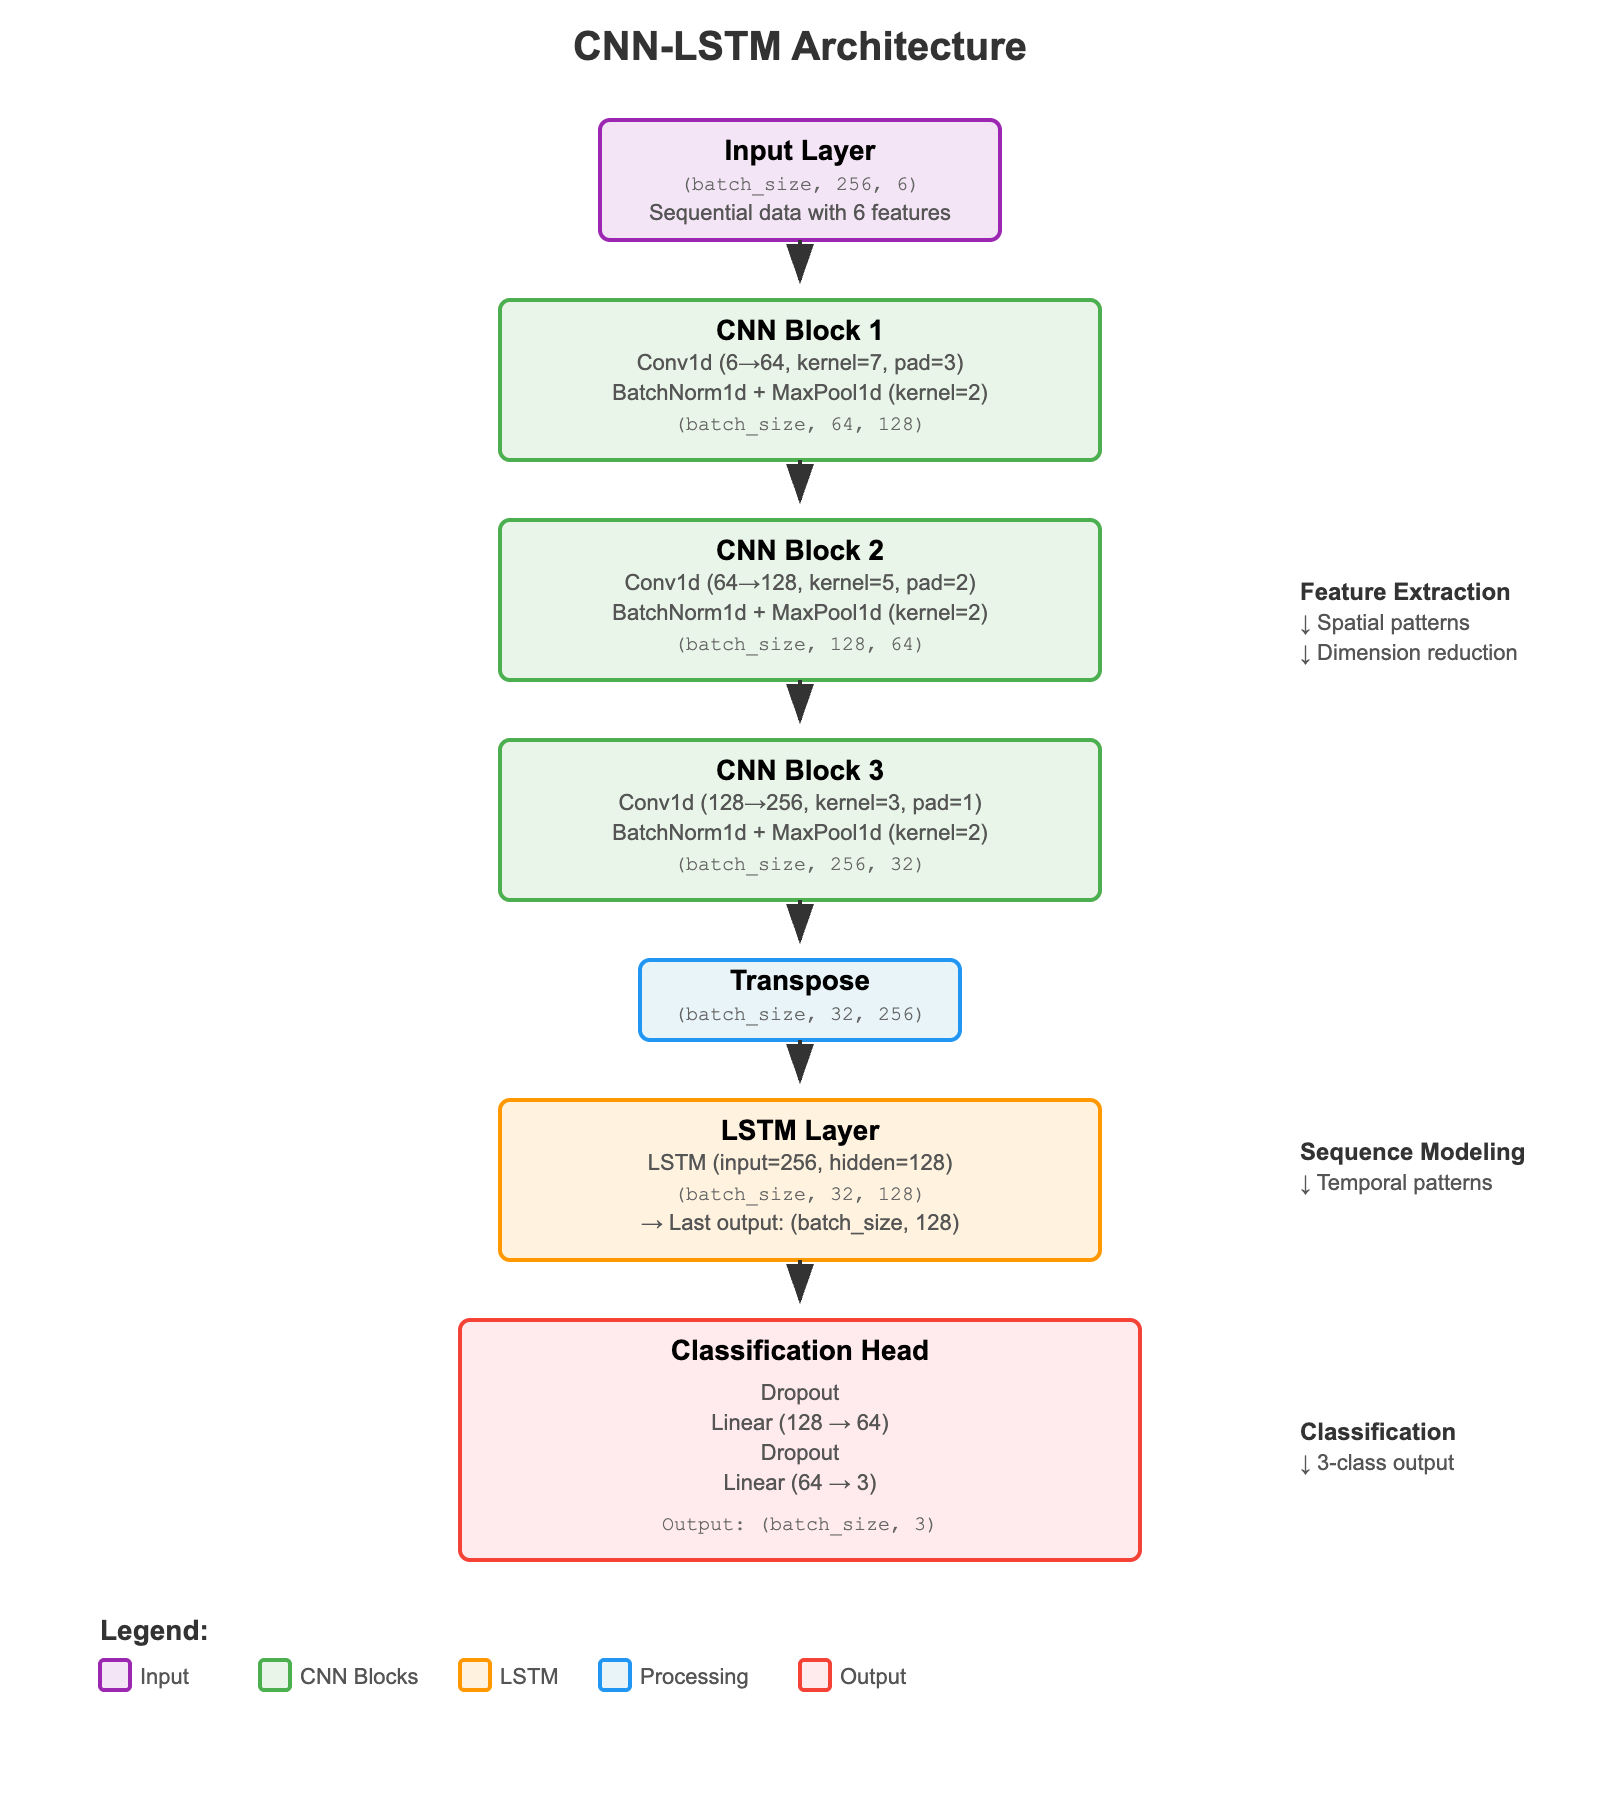 CNN-LSTM Architecture
Input Layer
(batch_size, 256, 6)
Sequential data with 6 features
CNN Block 1
Conv1d (6→64, kernel=7, pad=3)
BatchNorm1d + MaxPool1d (kernel=2)
(batch_size, 64, 128)
CNN Block 2
Conv1d (64→128, kernel=5, pad=2)
BatchNorm1d + MaxPool1d (kernel=2)
(batch_size, 128, 64)
Feature Extraction
↓ Spatial patterns
↓ Dimension reduction
CNN Block 3
Conv1d (128→256, kernel=3, pad=1)
BatchNorm1d + MaxPool1d (kernel=2)
(batch_size, 256, 32)
Transpose
(batch_size, 32, 256)
LSTM Layer
LSTM (input=256, hidden=128)
(batch_size, 32, 128)
→ Last output: (batch_size, 128)
Sequence Modeling
↓ Temporal patterns
Classification Head
Dropout
Linear (128 → 64)
Dropout
Linear (64 → 3)
Output: (batch_size, 3)
Classification
↓ 3-class output
Legend:
Input
CNN Blocks
LSTM
Processing
Output